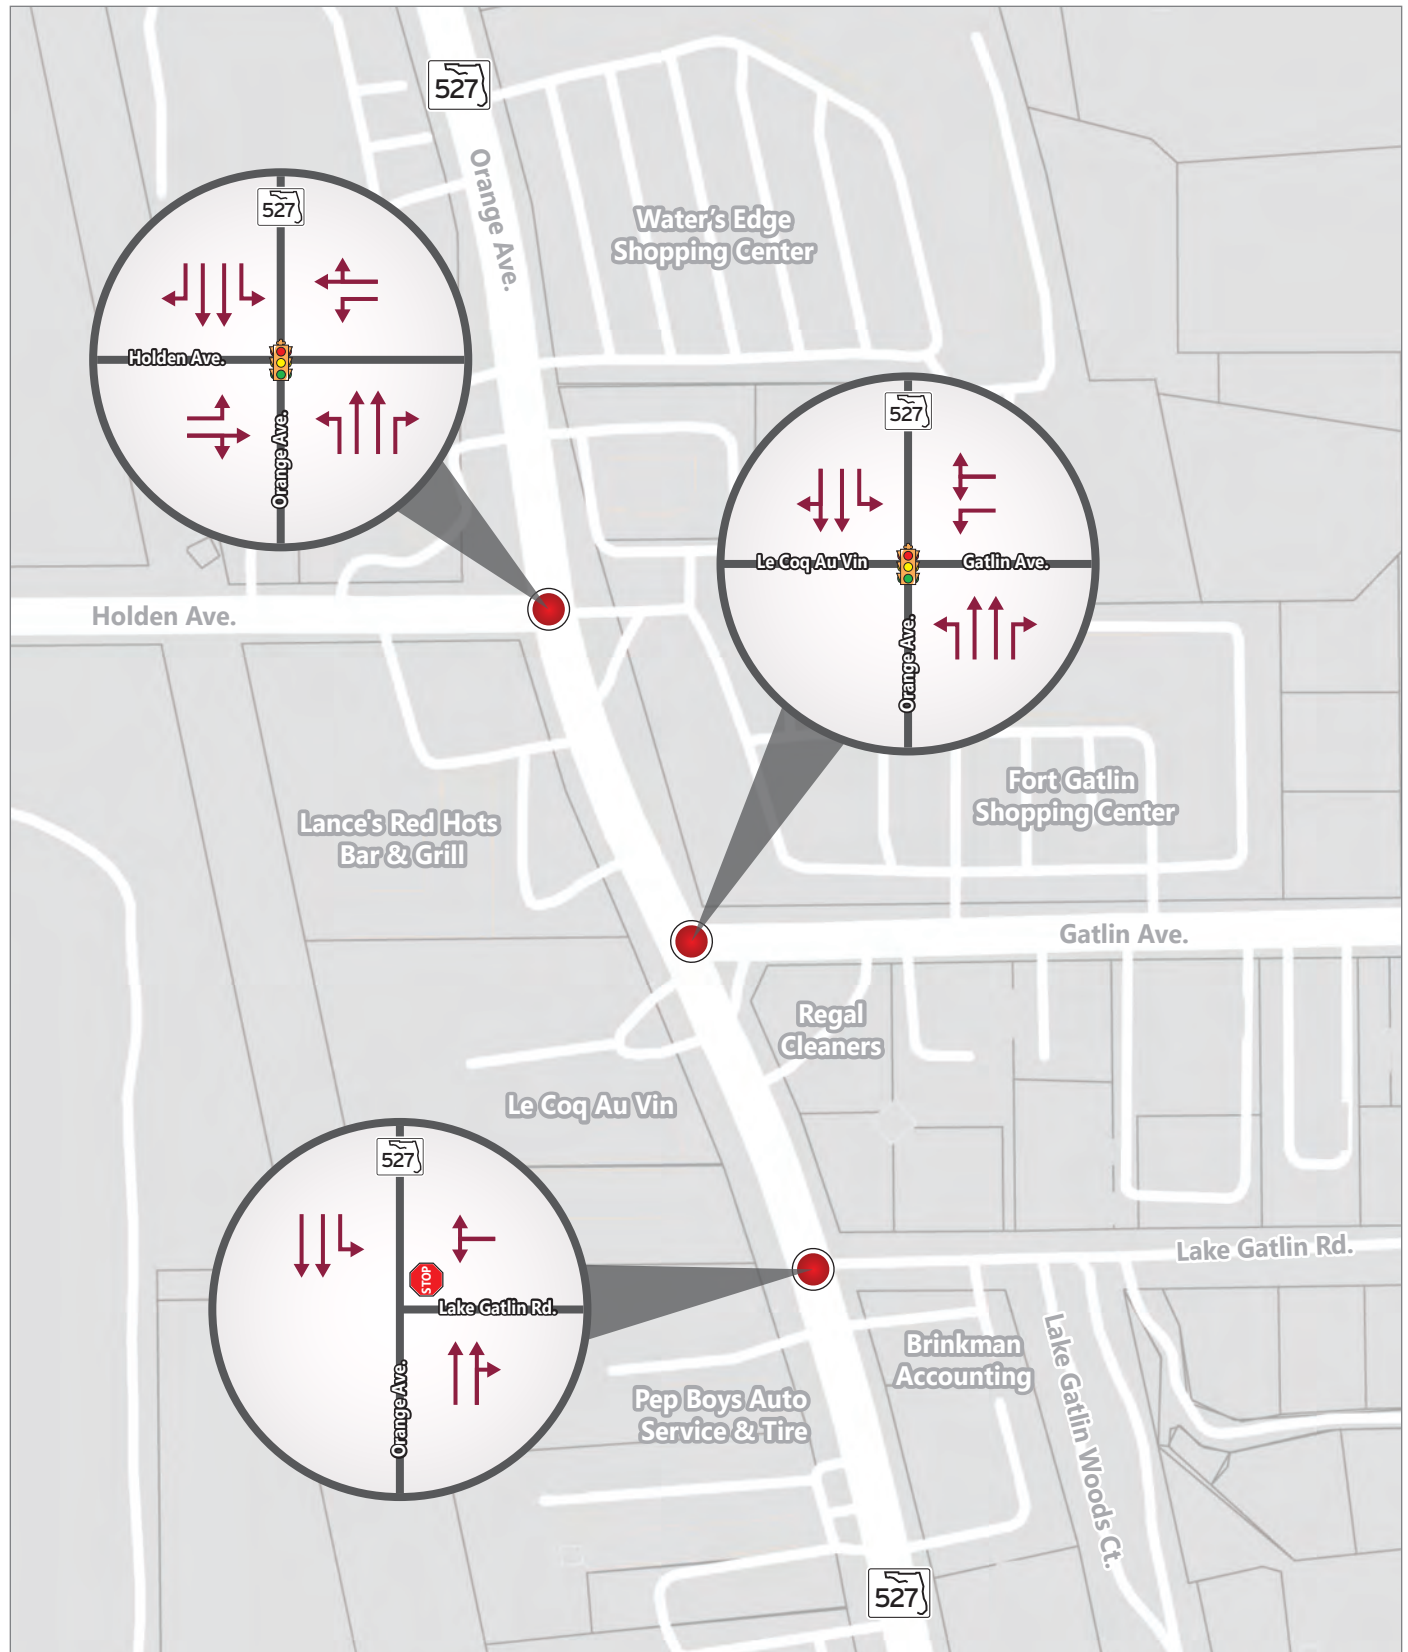 527
Orange Ave.
Water's Edge
Shopping Center
527
Holden Ave.
Orange Ave.
527
Le Coq Au Vin
Gatlin Ave.
Orange Ave.
Holden Ave.
Fort Gatlin
Shopping Center
Lance's Red Hots
Bar & Grill
Gatlin Ave.
Regal
Cleaners
Le Coq Au Vin
527
STOP
Lake Gatlin Rd.
Orange Ave.
Lake Gatlin Rd.
Brinkman
Accounting
Lake Gatlin Woods Ct.
Pep Boys Auto
Service & Tire
527